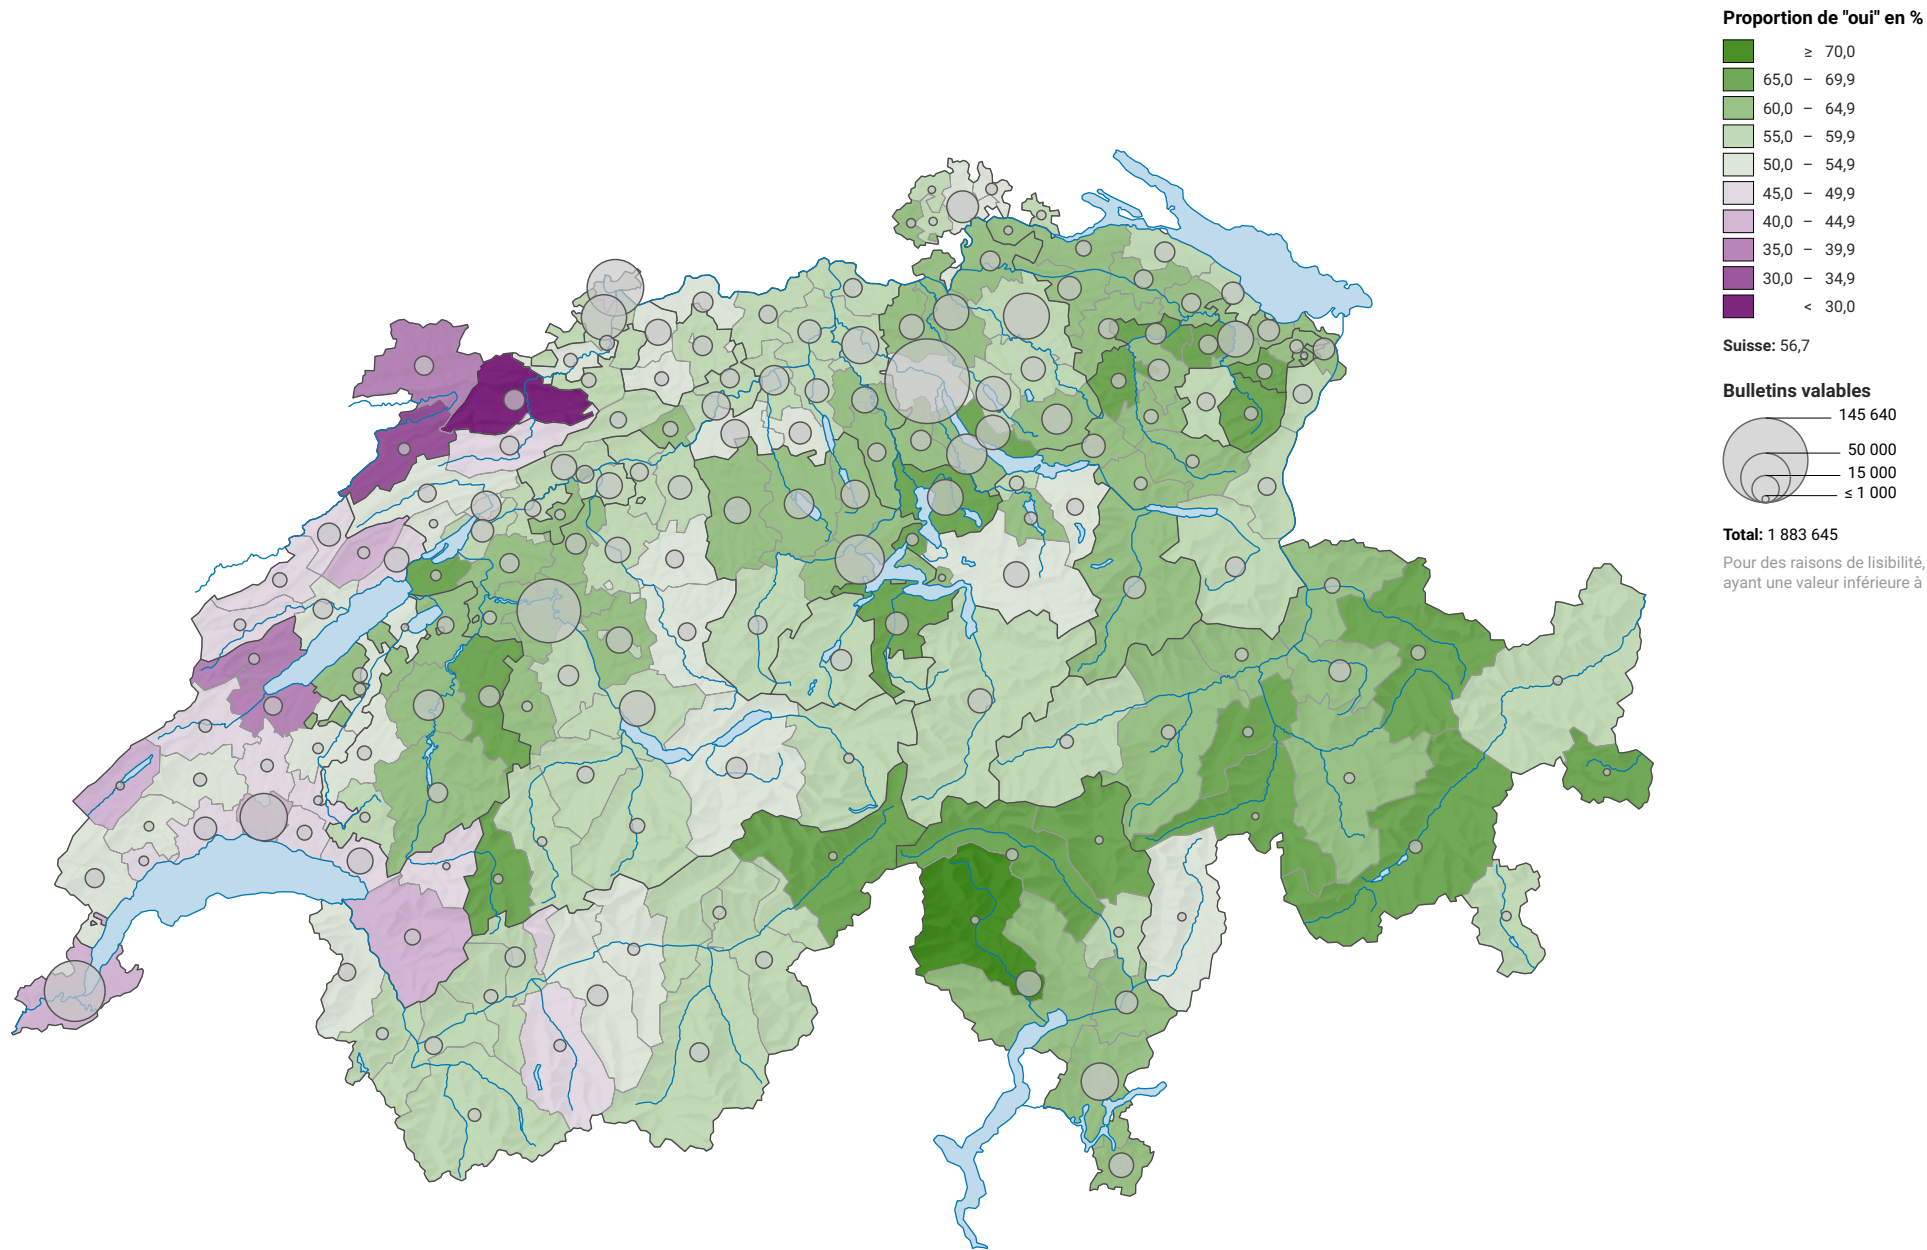 Proportion de "oui" en %
≥ 70,0
65,0 – 69,9
60,0 – 64,9
55,0 – 59,9
50,0 – 54,9
45,0 – 49,9
40,0 – 44,9
35,0 – 39,9
30,0 – 34,9
< 30,0
Suisse: 56,7
Bulletins valables
145 640
50 000
15 000
≤ 1 000
Total: 1 883 645
Pour des raisons de lisibilité,
ayant une valeur inférieure à